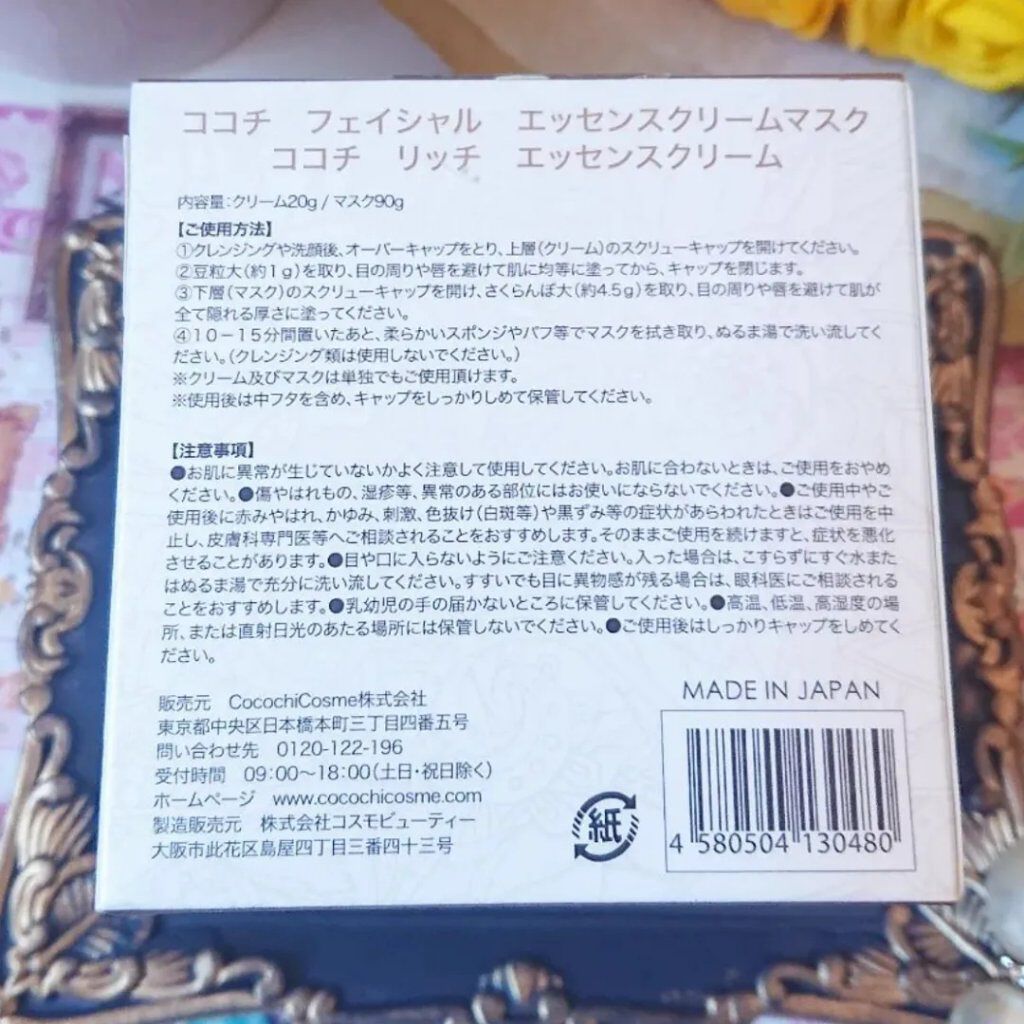 ココチ　フェイシャル　エッセンスクリームマスク
ココチ　リッチ　エッセンスクリーム
内容量：クリーム20g / マスク90g
【ご使用方法】
①クレンジングや洗顔後、オーバーキャップをとり、上層（クリーム）のスクリューキャップを開けてください。
②豆粒大（約1g）を取り、目の周りや唇を避けて肌に均等に塗ってから、キャップを閉じます。
③下層（マスク）のスクリューキャップを開け、さくらんぼ大（約4.5g）を取り、目の周りや唇を避けて肌が
全て隠れる厚さに塗ってください。
④10－15分間置いたあと、柔らかいスポンジやパフ等でマスクを拭き取り、ぬるま湯で洗い流してく
ださい。（クレンジング類は使用しないでください。）
※クリーム及びマスクは単独でもご使用頂けます。
※使用後は中フタを含め、キャップをしっかりしめて保管してください。
【注意事項】
●お肌に異常が生じていないかよく注意して使用してください。お肌に合わないときは、ご使用をおやめ
ください。●傷やはれもの、湿疹等、異常のある部位にはお使いにならないでください。●ご使用中やご
使用後に赤みやはれ、かゆみ、刺激、色抜け（白斑等）や黒ずみ等の症状があらわれたときはご使用を中
止し、皮膚科専門医等へご相談されることをおすすめします。そのままご使用を続けますと、症状を悪化
させることがあります。●目や口に入らないようにご注意ください。入った場合は、こすらずにすぐ水また
はぬるま湯で充分に洗い流してください。すすいでも目に異物感が残る場合は、眼科医にご相談される
ことをおすすめします。●乳幼児の手の届かないところに保管してください。●高温、低温、高湿度の場
所、または直射日光のあたる場所には保管しないでください。●ご使用後はしっかりキャップをしめてく
ださい。
販売元　CocochiCosme株式会社
東京都中央区日本橋本町三丁目四番五号
問い合わせ先　0120-122-196
受付時間　09:00～18:00（土日・祝日除く）
ホームページ　www.cocochicosme.com
製造販売元　株式会社コスモビューティー
大阪市此花区島屋四丁目三番四十三号
MADE IN JAPAN
紙
4 580504 130480